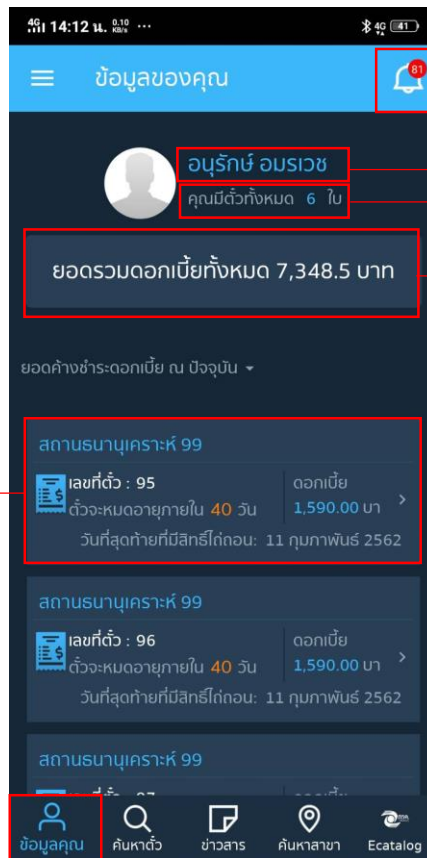 4G 14:12 น. 0.10 KB/s ... 4G 41
ข้อมูลของคุณ 81
อนุรักษ์ อมรเวช
คุณมีตั๋วทั้งหมด 6 ใบ
ยอดรวมดอกเบี้ยทั้งหมด 7,348.5 บาท
ยอดค้างชำระดอกเบี้ย ณ ปัจจุบัน
สถานธนานุเคราะห์ 99
เลขที่ตั๋ว : 95 ดอกเบี้ย
ตั๋วจะหมดอายุภายใน 40 วัน 1,590.00 บา
วันที่สุดท้ายที่มีสิทธิ์ไถ่ถอน: 11 กุมภาพันธ์ 2562
สถานธนานุเคราะห์ 99
เลขที่ตั๋ว : 96 ดอกเบี้ย
ตั๋วจะหมดอายุภายใน 40 วัน 1,590.00 บา
วันที่สุดท้ายที่มีสิทธิ์ไถ่ถอน: 11 กุมภาพันธ์ 2562
สถานธนานุเคราะห์ 99
ข้อมูลคุณ ค้นหาตั๋ว ข่าวสาร ค้นหาสาขา Ecatalog